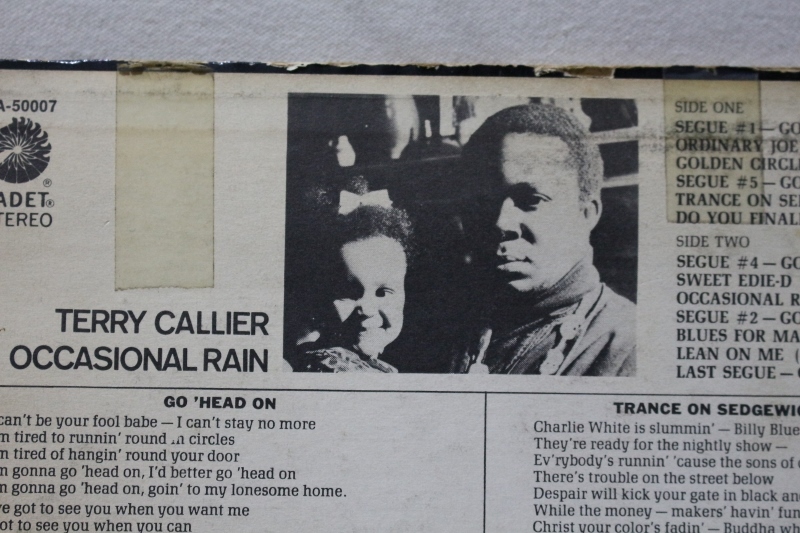 A-50007
ADET®
STEREO
TERRY CALLIER
OCCASIONAL RAIN
SIDE ONE
SEGUE #1 — GO
ORDINARY JOE
GOLDEN CIRCLE
SEGUE #5 — GO
TRANCE ON SE
DO YOU FINAL
SIDE TWO
SEGUE #4 — GO
SWEET EDIE-D
OCCASIONAL R
SEGUE #2 — GO
BLUES FOR MA
LEAN ON ME (
LAST SEGUE —
GO 'HEAD ON
can't be your fool babe — I can't stay no more
m tired to runnin' round in circles
m tired of hangin' round your door
m gonna go 'head on, I'd better go 'head on
m gonna go 'head on, goin' to my lonesome home.
ve got to see you when you want me
ot to see you when you can
TRANCE ON SEDGEWI
Charlie White is slummin' — Billy Blue
They're ready for the nightly show —
Ev'rybody's runnin' 'cause the sons of
There's trouble on the street below
Despair will kick your gate in black an
While the money — makers' havin' fun
Christ your color's fadin' — Buddha wh